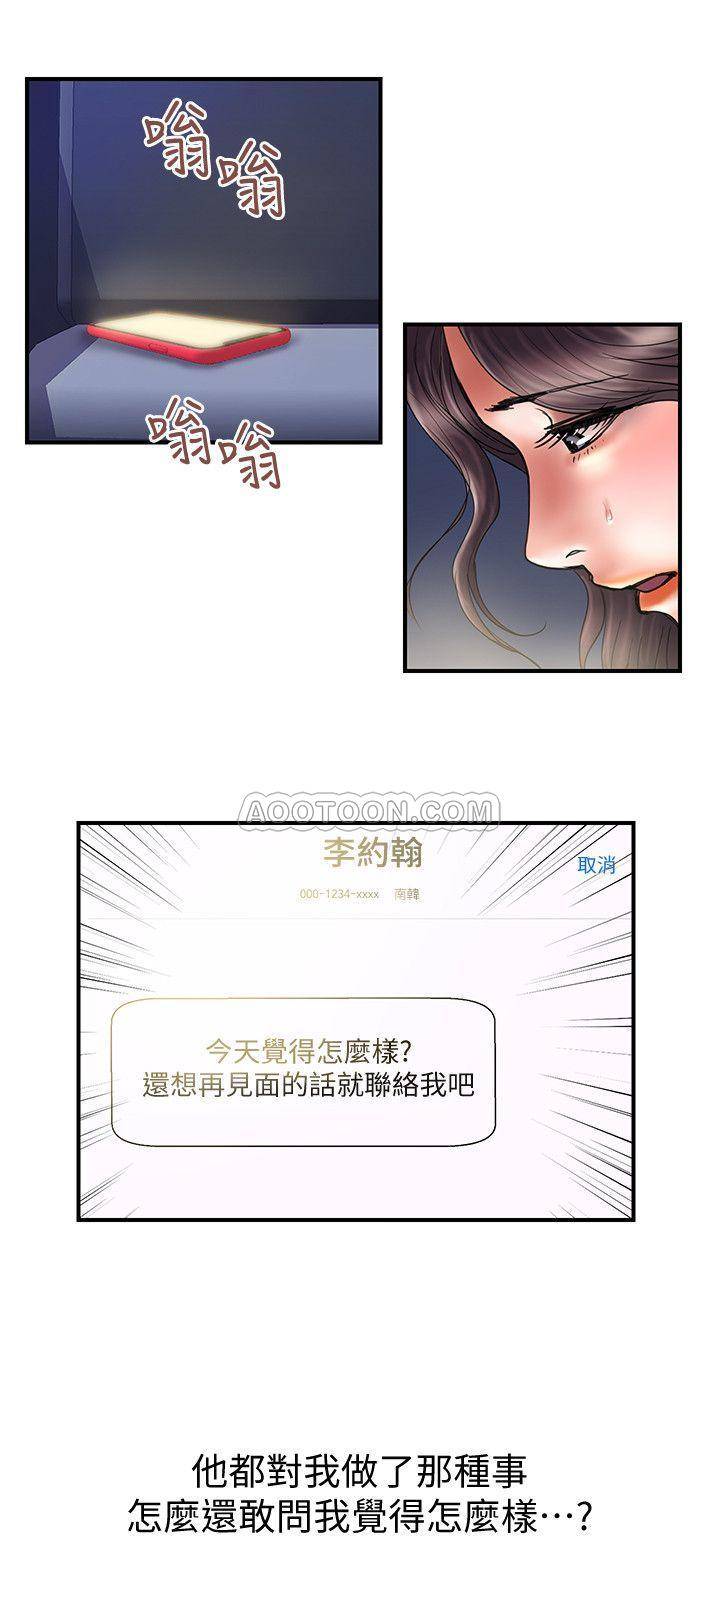 嗡嗡
嗡嗡
AOOTOON.COM
李約翰
取消
000-1234-xxxx 南韓
今天覺得怎麼樣?
還想再見面的話就聯絡我吧
他都對我做了那種事
怎麼還敢問我覺得怎麼樣…?